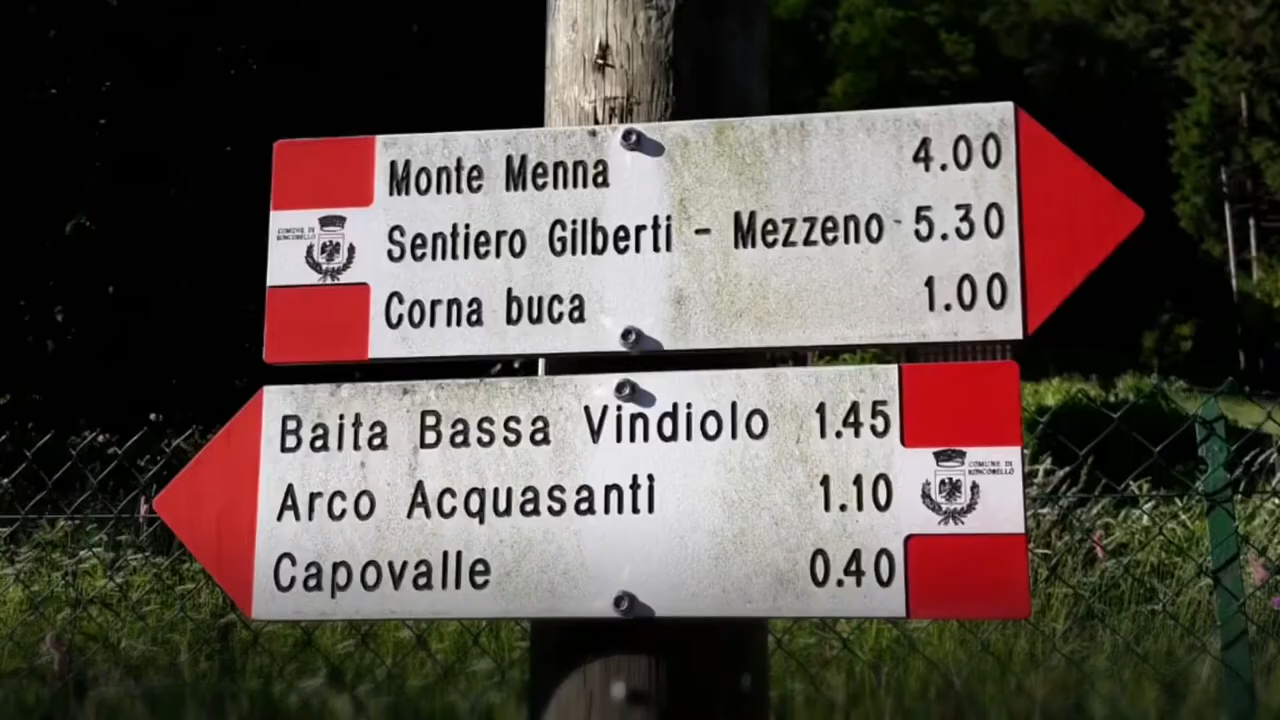 Monte Menna 4.00
COMUNE DI
RONCOBELLO
Sentiero Gilberti - Mezzeno 5.30
Corna buca 1.00
Baita Bassa Vindiolo 1.45
COMUNE DI
RONCOBELLO
Arco Acquasantì 1.10
Capovalle 0.40